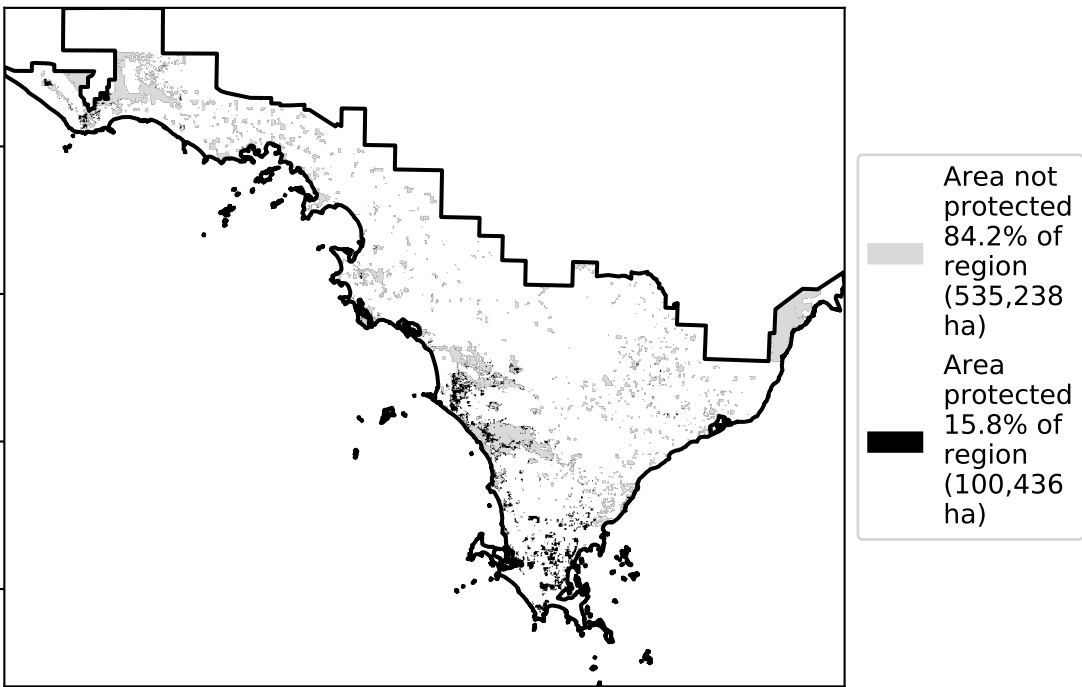 Area not
protected
84.2% of
region
(535,238
ha)
Area
protected
15.8% of
region
(100,436
ha)